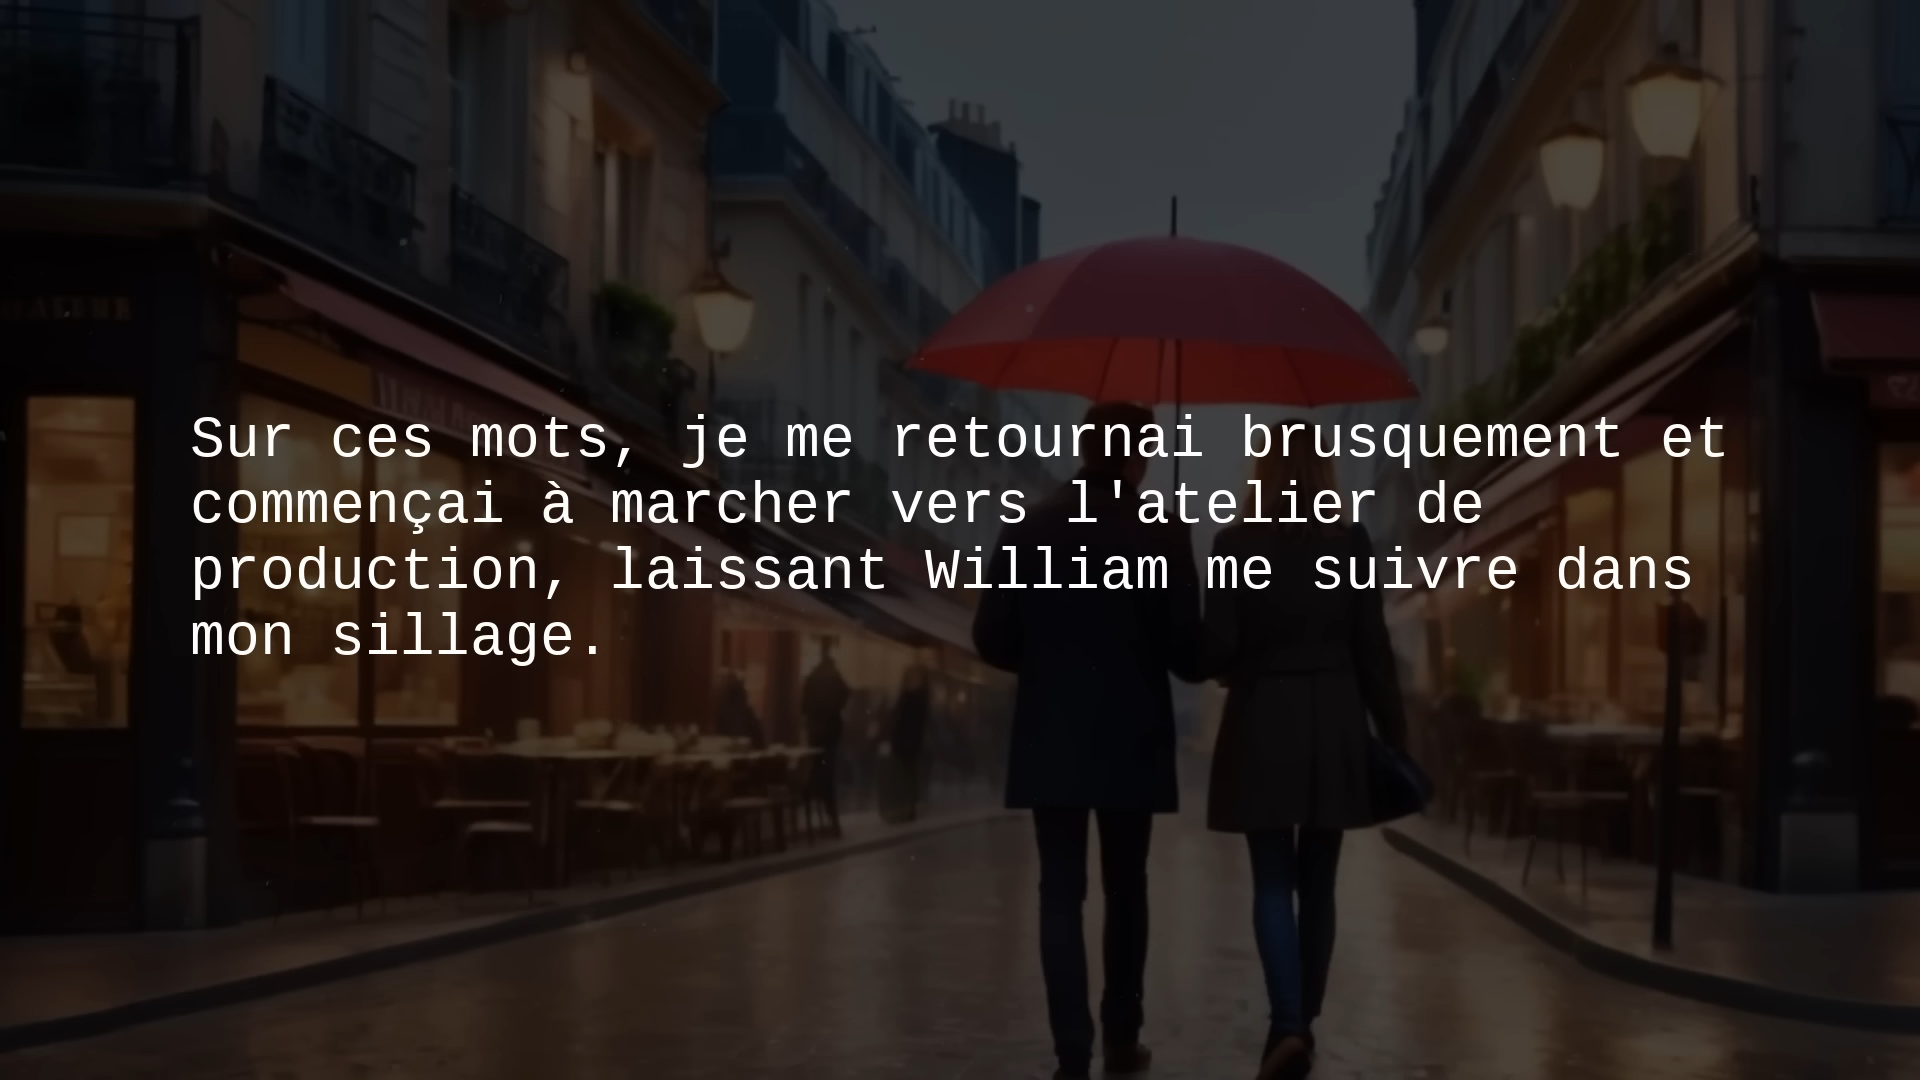 Sur ces mots, je me retournai brusquement et
commençai à marcher vers l'atelier de
production, laissant William me suivre dans
mon sillage.